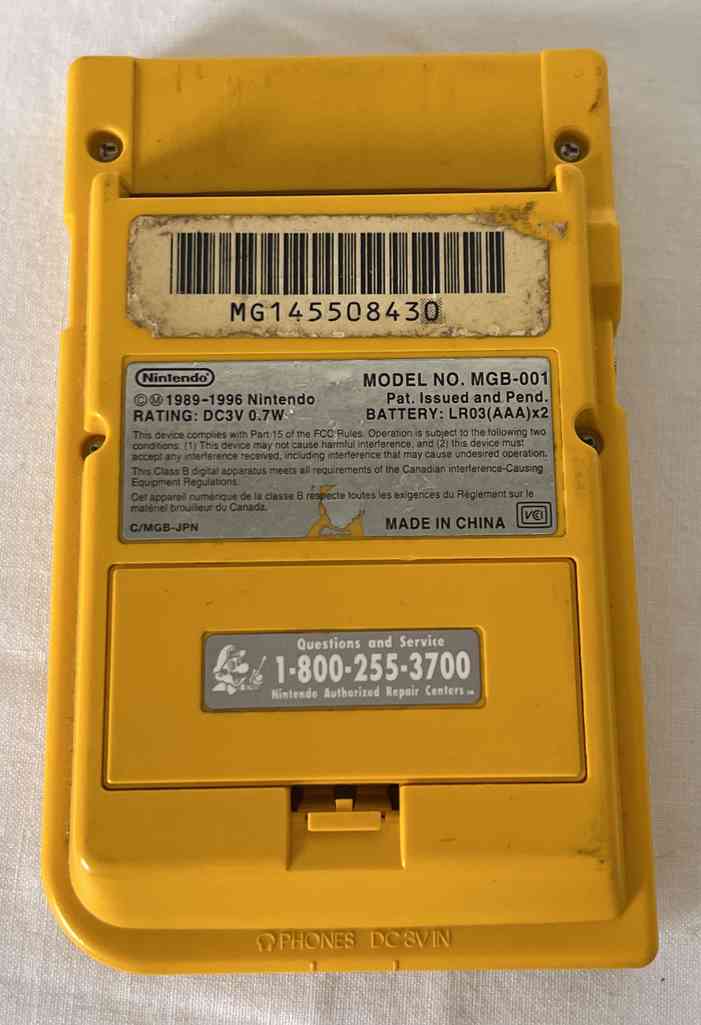 MG145508430
Nintendo®
MODEL NO. MGB-001
©Ⓜ 1989-1996 Nintendo
Pat. Issued and Pend.
RATING: DC3V 0.7W
BATTERY: LR03(AAA)x2
This device complies with Part 15 of the FCC Rules. Operation is subject to the following two
conditions: (1) This device may not cause harmful interference, and (2) this device must
accept any interference received, including interference that may cause undesired operation.
This Class B digital apparatus meets all requirements of the Canadian Interference-Causing
Equipment Regulations.
Cet appareil numérique de la classe B respecte toutes les exigences du Règlement sur le
matériel brouilleur du Canada.
C/MGB-JPN
MADE IN CHINA
VCI
Questions and Service
1-800-255-3700
Nintendo Authorized Repair Centers℠
PHONES DC3V IN